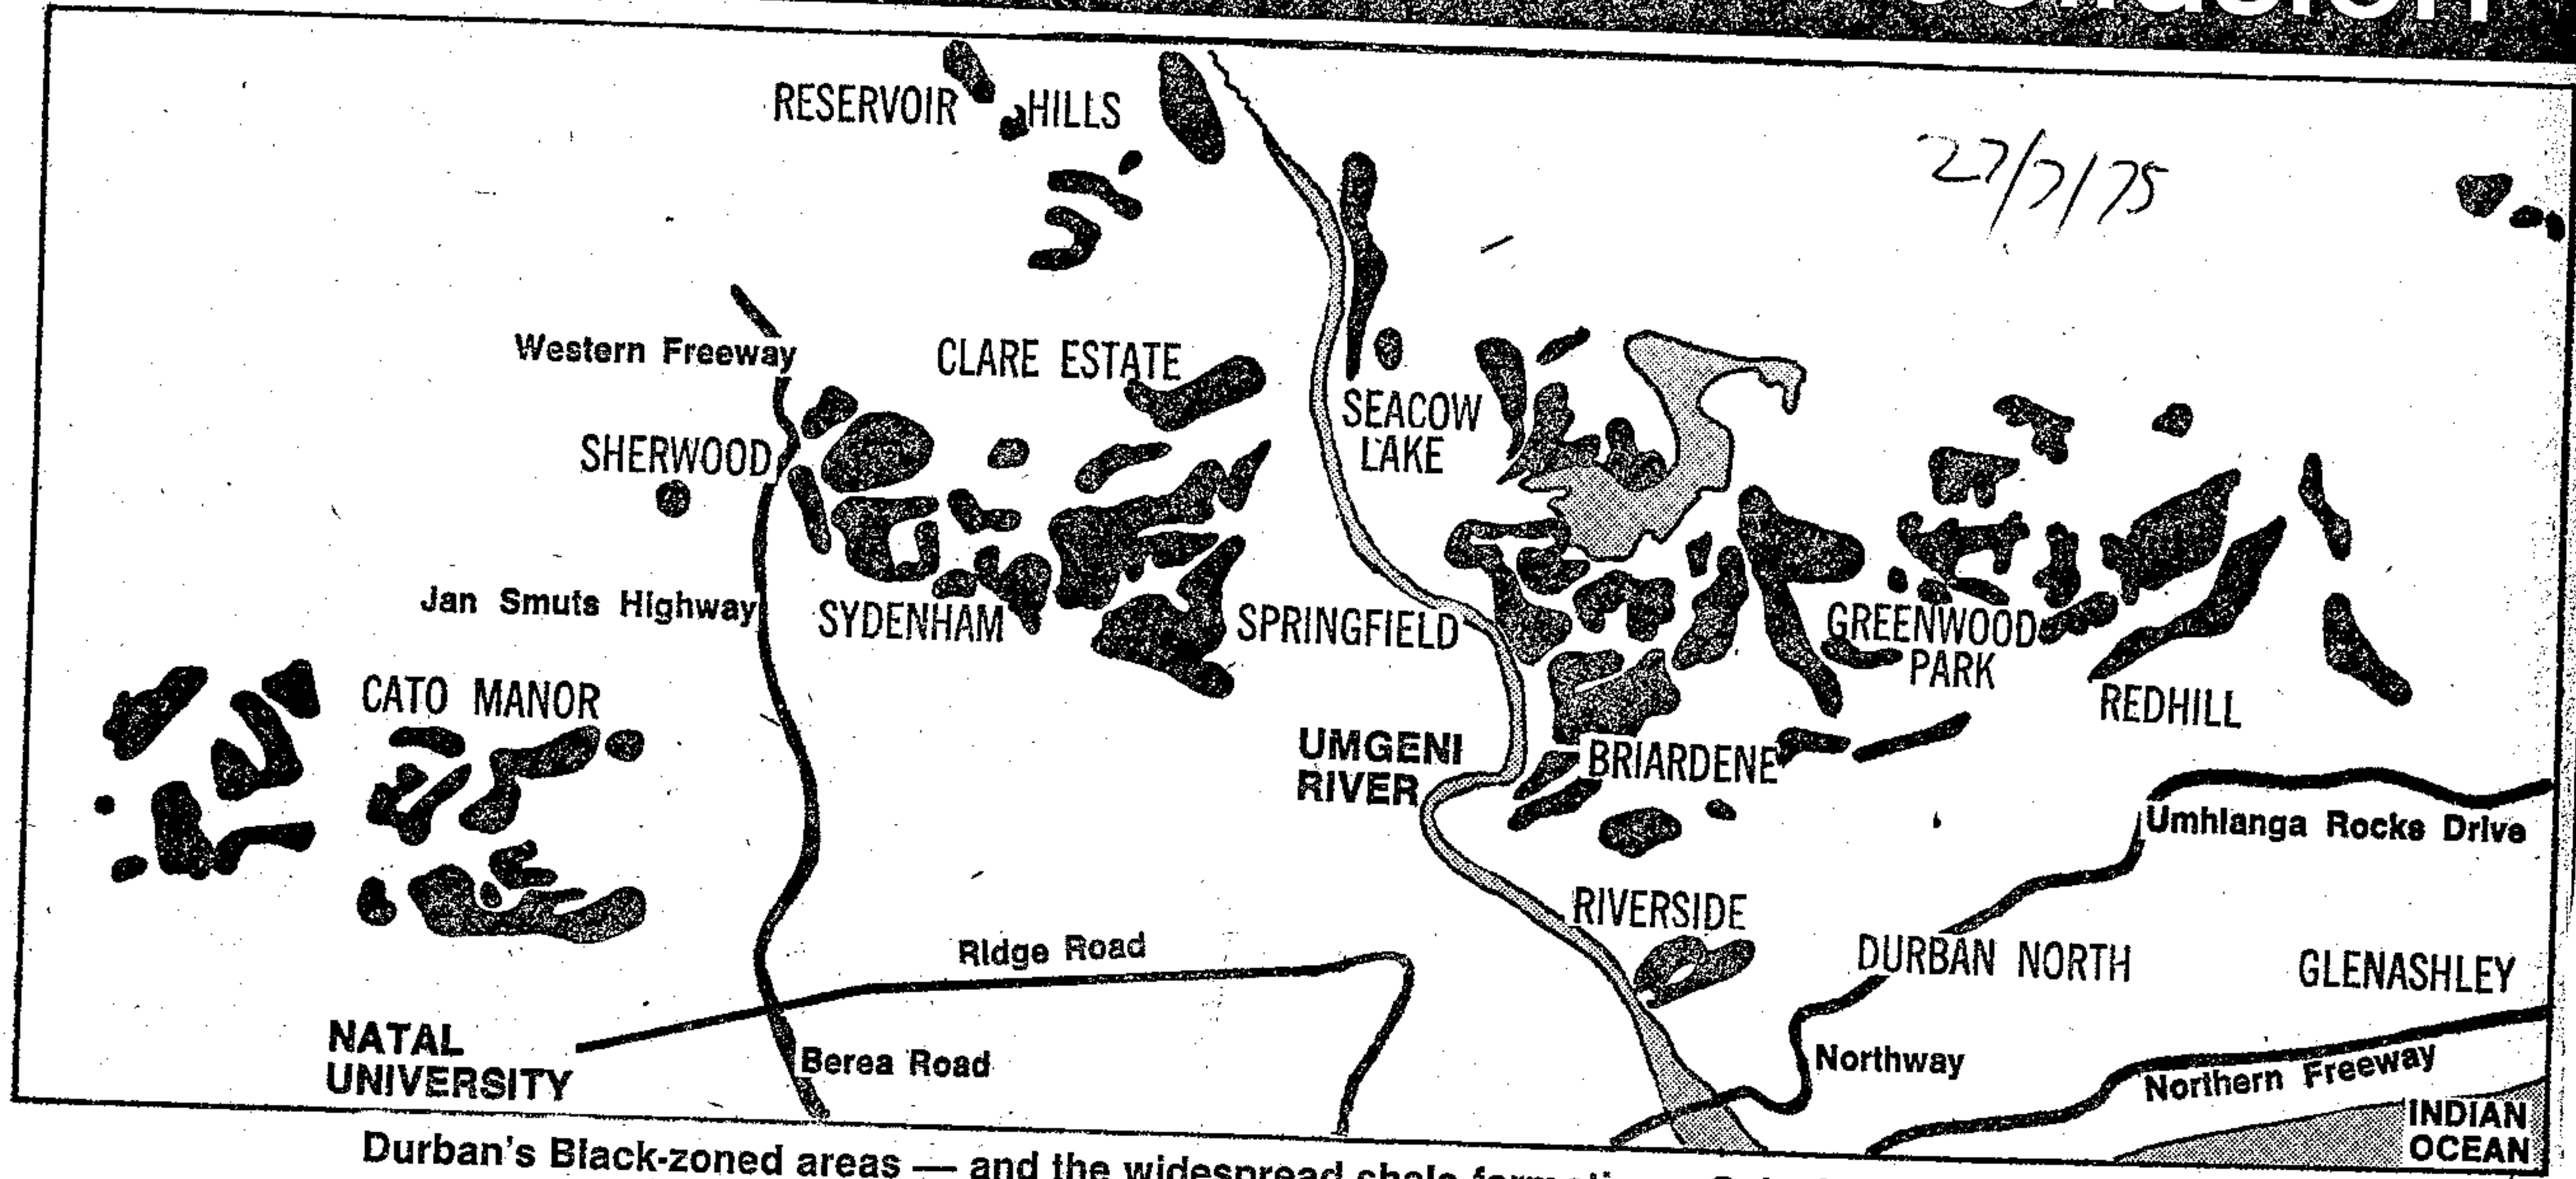 RESERVOIR HILLS
27/7/75
Western Freeway
CLARE ESTATE
SEACOW
LAKE
SHERWOOD
Jan Smuts Highway
SYDENHAM
SPRINGFIELD
GREENWOOD
PARK
CATO MANOR
REDHILL
UMGENI
RIVER
BRIARDENE
Umhlanga Rocks Drive
RIVERSIDE
Ridge Road
DURBAN NORTH
GLENASHLEY
NATAL
UNIVERSITY
Berea Road
Northway
Northern Freeway
INDIAN
OCEAN
Durban's Black-zoned areas — and the widespread shale